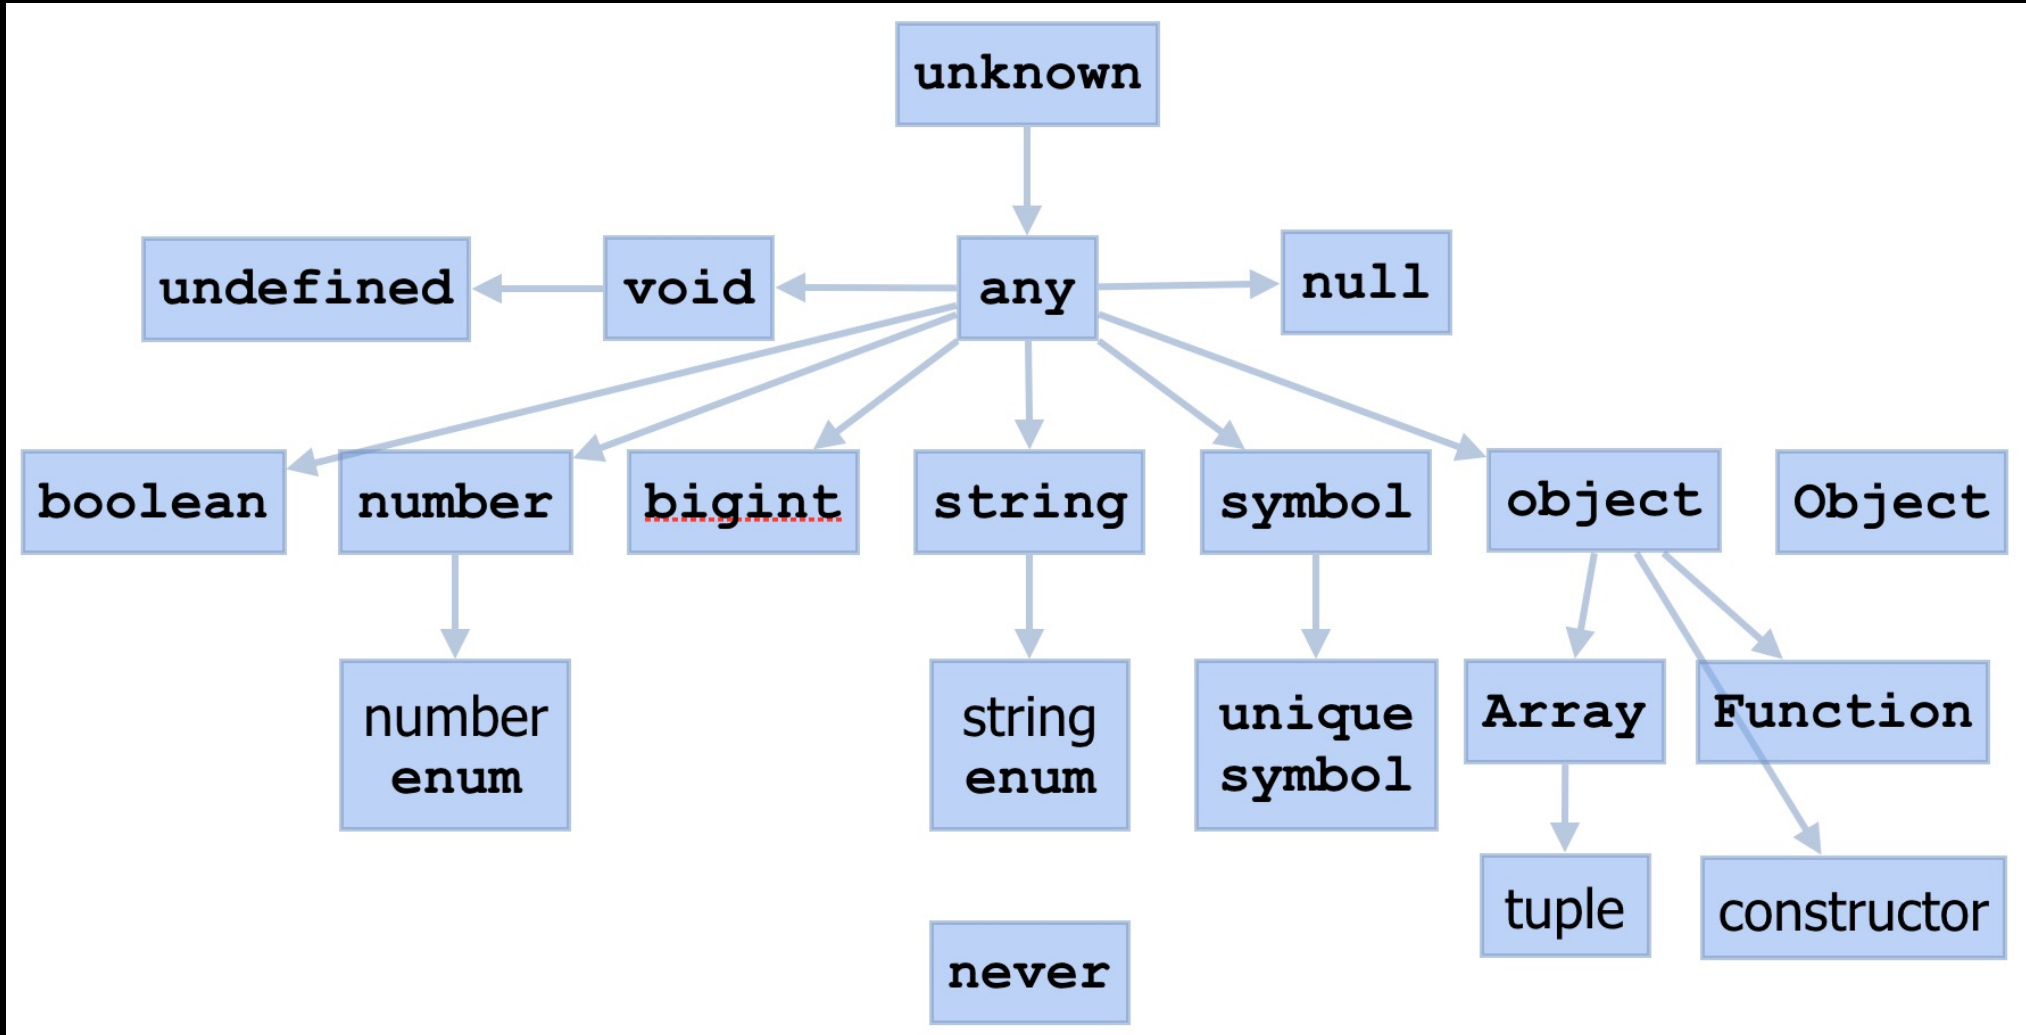 unknown
undefined
void
any
null
boolean
number
bigint
string
symbol
object
Object
number
enum
string
enum
unique
symbol
Array
Function
tuple
constructor
never